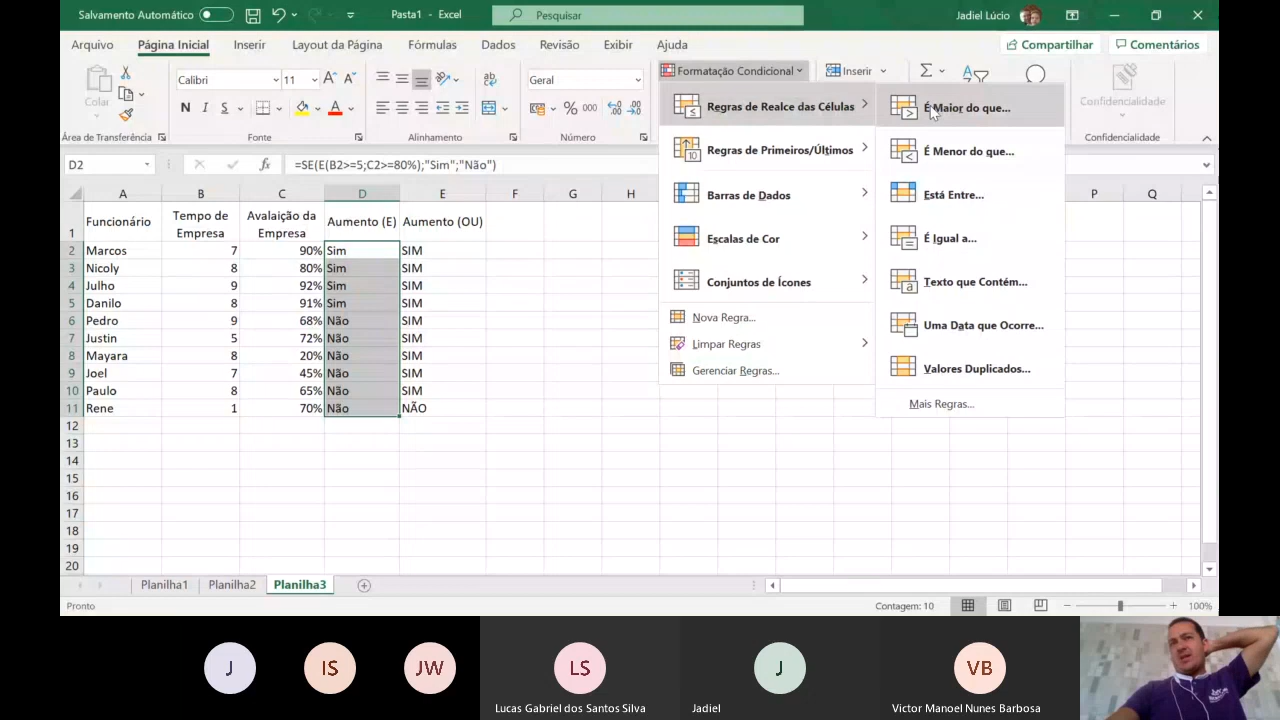 Salvamento Automático
Pasta1 - Excel
Pesquisar
Jadiel Lúcio
Arquivo Página Inicial Inserir Layout da Página Fórmulas Dados Revisão Exibir Ajuda Compartilhar Comentários
Colar
Calibri 11
N I S
Geral
% 000
Formatação Condicional
Inserir
Confidencialidade
Área de Transferência Fonte Alinhamento Número Confidencialidade
Regras de Realce das Células
Regras de Primeiros/Últimos
Barras de Dados
Escalas de Cor
Conjuntos de Ícones
Nova Regra...
Limpar Regras
Gerenciar Regras...
É Maior do que...
É Menor do que...
Está Entre...
É Igual a...
Texto que Contém...
Uma Data que Ocorre...
Valores Duplicados...
Mais Regras...
D2 fx =SE(E(B2>=5;C2>=80%);"Sim";"Não")
A B C D E F G H P Q
1 Funcionário Tempo de Empresa Avalaição da Empresa Aumento (E) Aumento (OU)
2 Marcos 7 90% Sim SIM
3 Nicoly 8 80% Sim SIM
4 Julho 9 92% Sim SIM
5 Danilo 8 91% Sim SIM
6 Pedro 9 68% Não SIM
7 Justin 5 72% Não SIM
8 Mayara 8 20% Não SIM
9 Joel 7 45% Não SIM
10 Paulo 8 65% Não SIM
11 Rene 1 70% Não NÃO
12
13
14
15
16
17
18
19
20
Planilha1 Planilha2 Planilha3
Pronto
Contagem: 10
100%
J IS JW LS J VB
Lucas Gabriel dos Santos Silva
Jadiel
Victor Manoel Nunes Barbosa